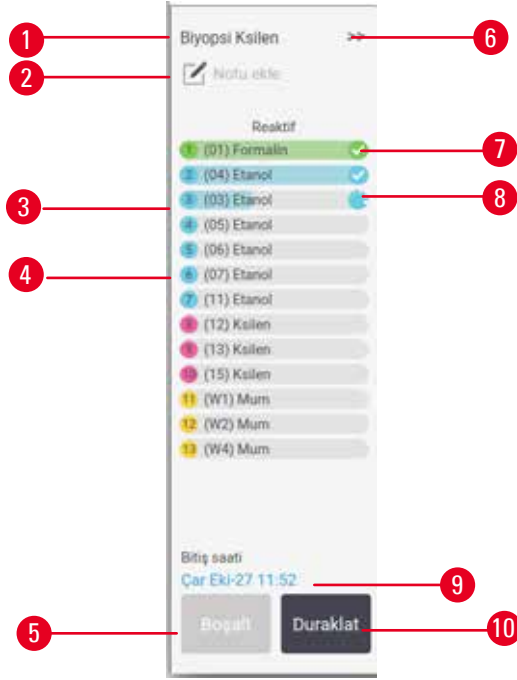 1 Biyopsi Ksilen >> 6
2 Notu ekle
Reaktif
1 (01) Formalin 7
2 (04) Etanol
3 3 (03) Etanol 8
4 (05) Etanol
5 (06) Etanol
4 6 (07) Etanol
7 (11) Etanol
8 (12) Ksilen
9 (13) Ksilen
10 (15) Ksilen
11 (W1) Mum
12 (W2) Mum
13 (W4) Mum
Bitiş saati
Çar Eki-27 11:52 9
5 Boşalt Duraklat 10